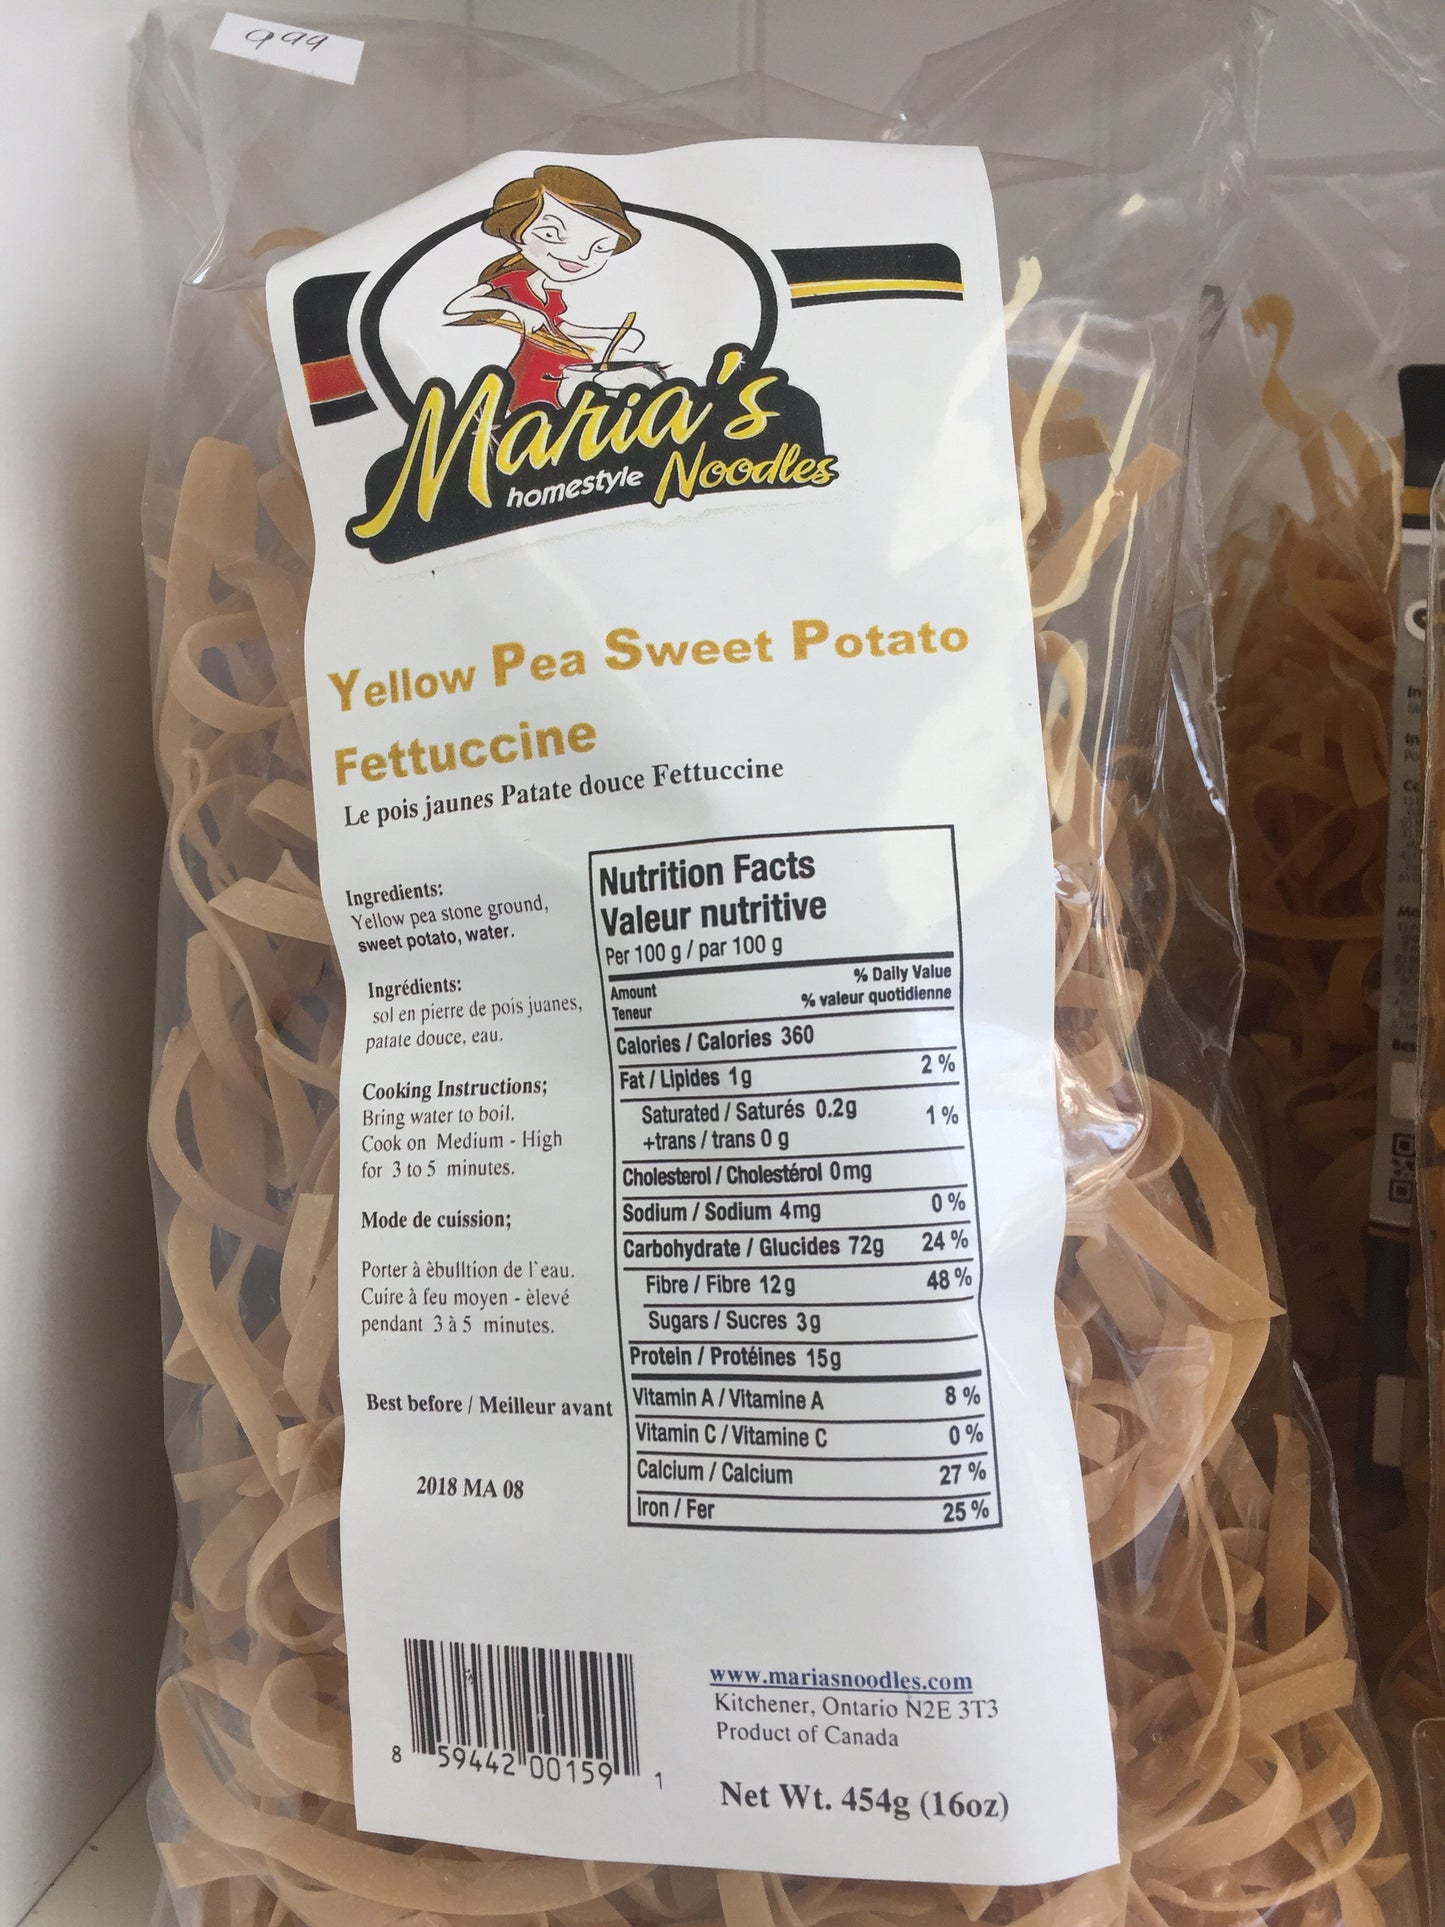 9 99
Maria's
homestyle Noodles
Yellow Pea Sweet Potato
Fettuccine
Le pois jaunes Patate douce Fettuccine
Ingredients:
Yellow pea stone ground,
sweet potato, water.
Ingrédients:
sol en pierre de pois juanes,
patate douce, eau.
Cooking Instructions;
Bring water to boil.
Cook on Medium - High
for 3 to 5 minutes.
Mode de cuission;
Porter à èbulltion de l`eau.
Cuire à feu moyen - èlevé
pendant 3 à 5 minutes.
Best before / Meilleur avant
2018 MA 08
Nutrition Facts
Valeur nutritive
Per 100 g / par 100 g
% Daily Value
Amount
% valeur quotidienne
Teneur
Calories / Calories 360
Fat / Lipides 1g 2 %
Saturated / Saturés 0.2g 1 %
+trans / trans 0 g
Cholesterol / Cholestérol 0mg
Sodium / Sodium 4mg 0 %
Carbohydrate / Glucides 72g 24 %
Fibre / Fibre 12g 48 %
Sugars / Sucres 3g
Protein / Protéines 15g
Vitamin A / Vitamine A 8 %
Vitamin C / Vitamine C 0 %
Calcium / Calcium 27 %
Iron / Fer 25 %
8 59442 00159 1
www.mariasnoodles.com
Kitchener, Ontario N2E 3T3
Product of Canada
Net Wt. 454g (16oz)